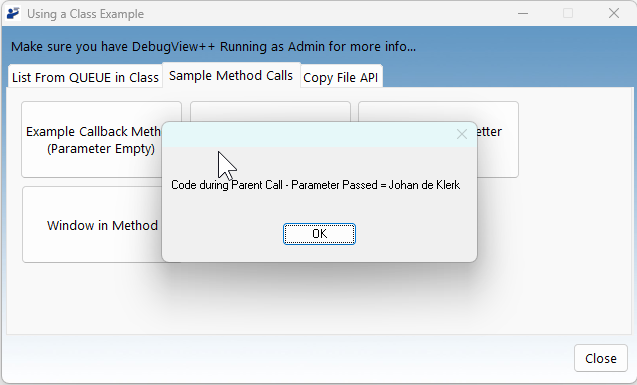 Using a Class Example
Make sure you have DebugView++ Running as Admin for more info...
List From QUEUE in Class
Sample Method Calls
Copy File API
Example Callback Meth
(Parameter Empty)
etter
Code during Parent Call - Parameter Passed = Johan de Klerk
OK
Window in Method
Close